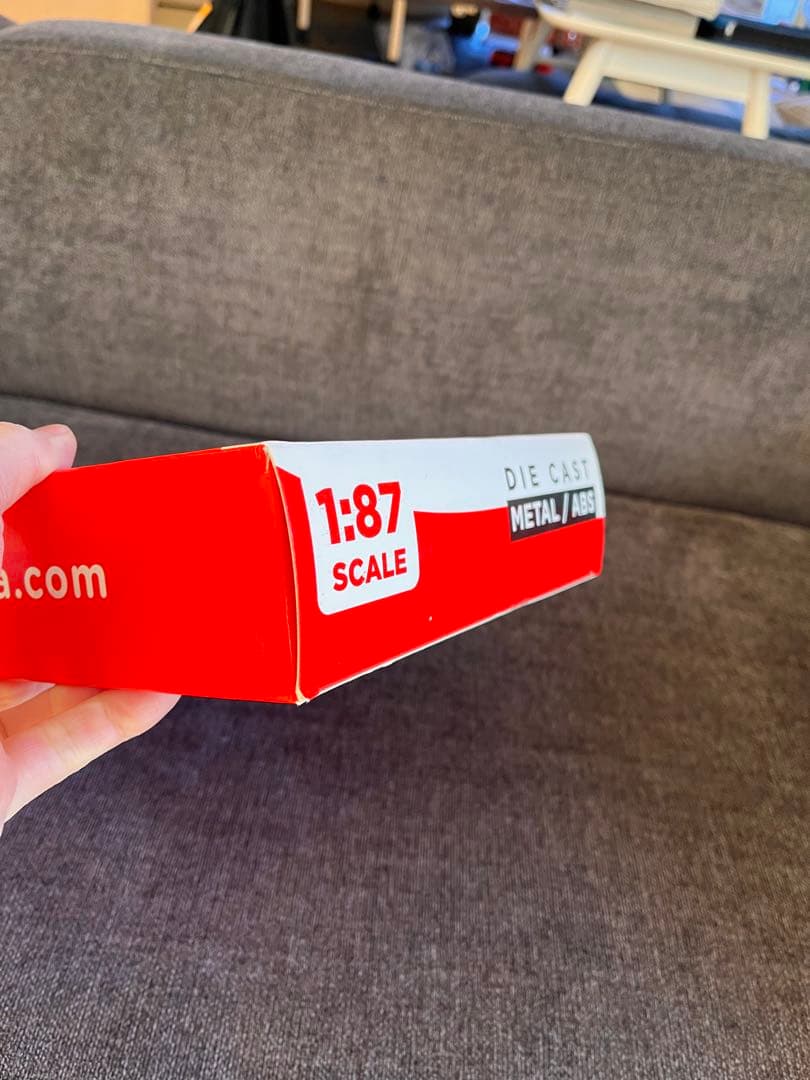 a.com
1:87
SCALE
DIE CAST
METAL / ABS